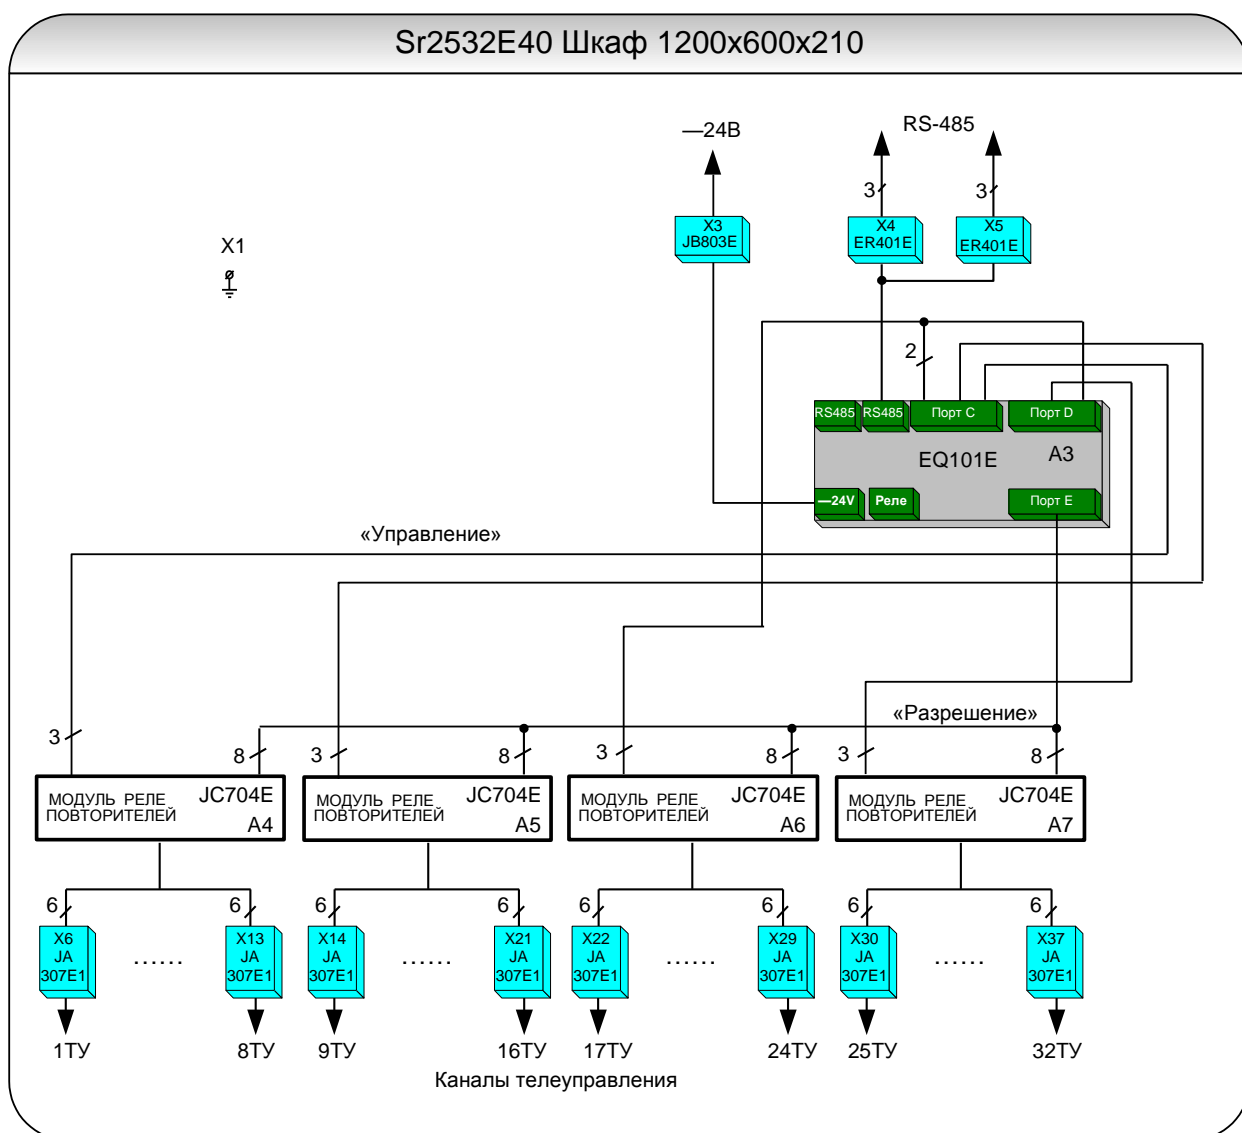 Sr2532E40 Шкаф 1200х600х210
—24В
RS-485
3
3
X3
JB803E
X4
ER401E
X5
ER401E
X1
2
RS485
RS485
Порт C
Порт D
EQ101E
A3
—24V
Реле
Порт E
«Управление»
«Разрешение»
3
8
3
8
3
8
3
8
МОДУЛЬ РЕЛЕ
ПОВТОРИТЕЛЕЙ
JC704E
A4
МОДУЛЬ РЕЛЕ
ПОВТОРИТЕЛЕЙ
JC704E
A5
МОДУЛЬ РЕЛЕ
ПОВТОРИТЕЛЕЙ
JC704E
A6
МОДУЛЬ РЕЛЕ
ПОВТОРИТЕЛЕЙ
JC704E
A7
6
6
6
6
6
6
6
6
X6
JA
307E1
......
X13
JA
307E1
X14
JA
307E1
......
X21
JA
307E1
X22
JA
307E1
......
X29
JA
307E1
X30
JA
307E1
......
X37
JA
307E1
1ТУ
8ТУ
9ТУ
16ТУ
17ТУ
24ТУ
25ТУ
32ТУ
Каналы телеуправления